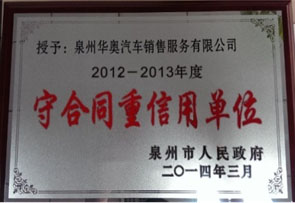 授予：泉州华奥汽车销售服务有限公司
2012－2013年度
守合同重信用单位
泉州市人民政府
二〇一四年三月